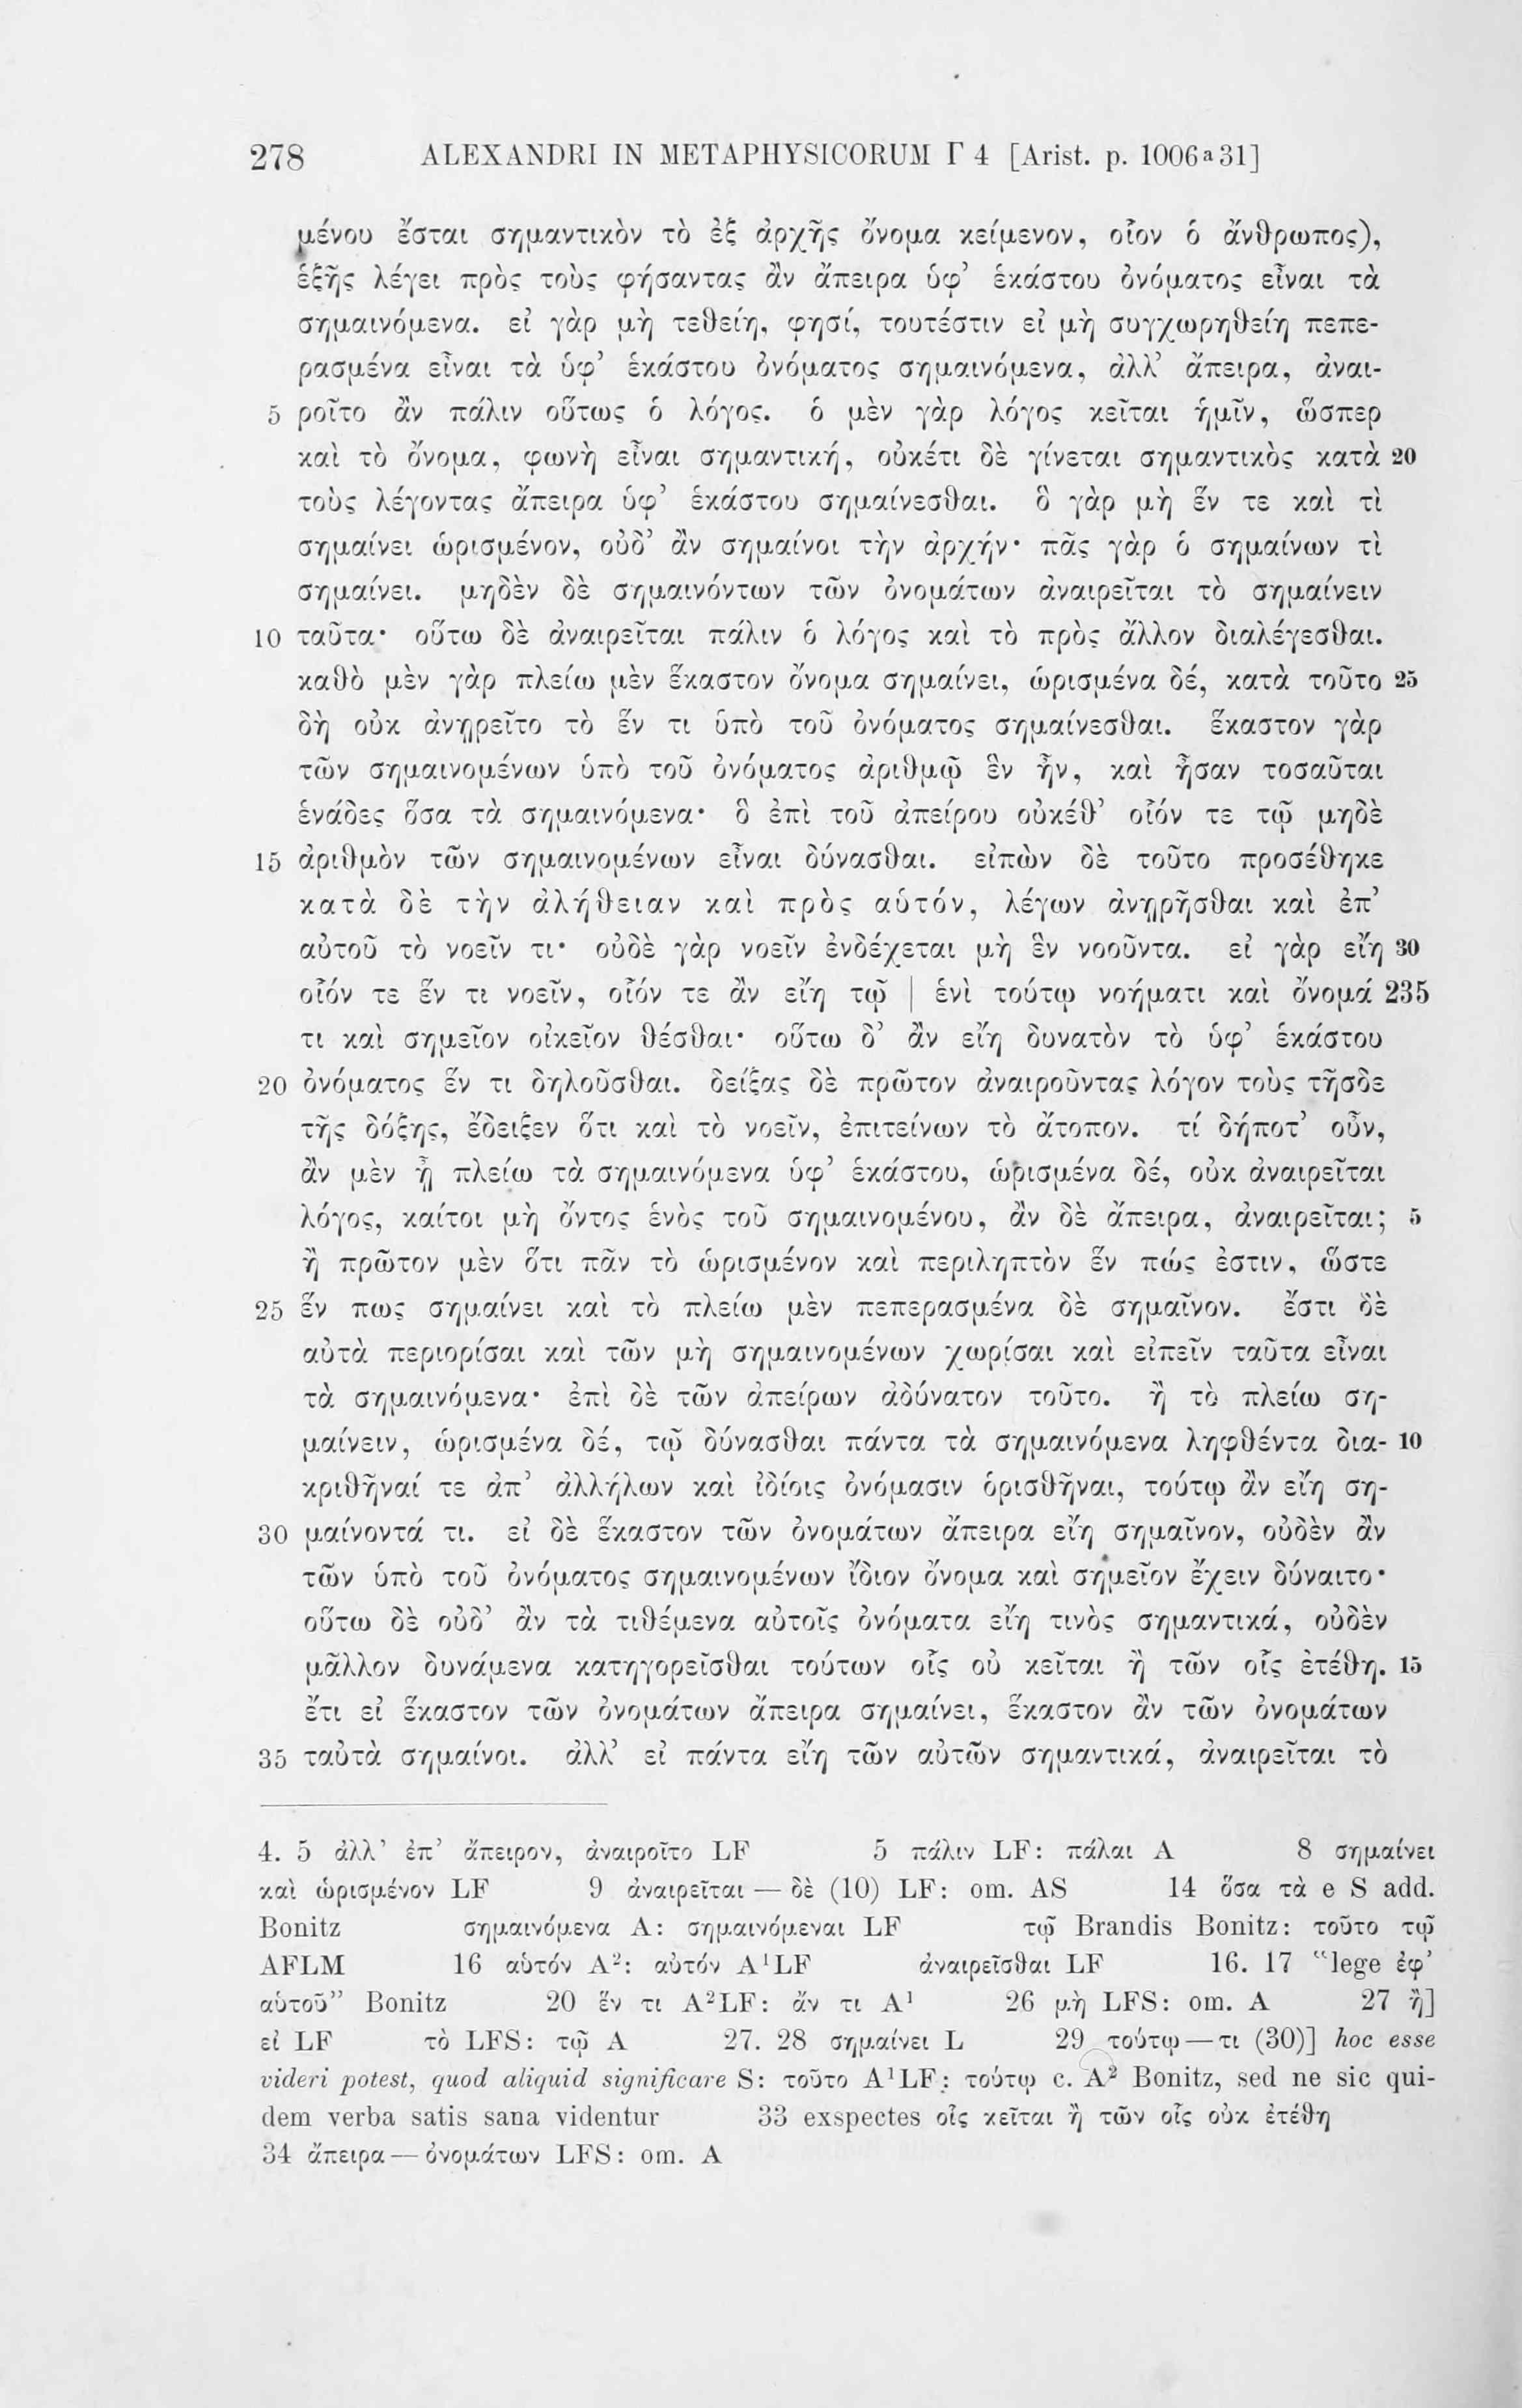 278 ALEXANDRI IN METAPHYSICORUM Γ 4 [Arist. p. 1006a31]
μένου ἔσται σημαντικὸν τὸ ἐξ ἀρχῆς ὄνομα κείμενον, οἷον ὁ ἄνθρωπος),
ἑξῆς λέγει πρὸς τοὺς φήσαντας ἂν ἄπειρα ὑφ’ ἑκάστου ὀνόματος εἶναι τὰ
σημαινόμενα. εἰ γὰρ μὴ τεθείη, φησί, τουτέστιν εἰ μὴ συγχωρηθείη πεπε-
ρασμένα εἶναι τὰ ὑφ’ ἑκάστου ὀνόματος σημαινόμενα, ἀλλ’ ἄπειρα, ἀναι-
5 ροῖτο ἂν πάλιν οὕτως ὁ λόγος. ὁ μὲν γὰρ λόγος κεῖται ἡμῖν, ὥσπερ
καὶ τὸ ὄνομα, φωνὴ εἶναι σημαντική, οὐκέτι δὲ γίνεται σημαντικὸς κατὰ 20
τοὺς λέγοντας ἄπειρα ὑφ’ ἑκάστου σημαίνεσθαι. ὃ γὰρ μὴ ἕν τε καὶ τὶ
σημαίνει ὡρισμένον, οὐδ’ ἂν σημαίνοι τὴν ἀρχήν· πᾶς γὰρ ὁ σημαίνων τὶ
σημαίνει. μηδὲν δὲ σημαινόντων τῶν ὀνομάτων ἀναιρεῖται τὸ σημαίνειν
10 ταῦτα· οὕτω δὲ ἀναιρεῖται πάλιν ὁ λόγος καὶ τὸ πρὸς ἄλλον διαλέγεσθαι.
καθὸ μὲν γὰρ πλείω μὲν ἕκαστον ὄνομα σημαίνει, ὡρισμένα δέ, κατὰ τοῦτο 25
δὴ οὐκ ἀνῃρεῖτο τὸ ἕν τι ὑπὸ τοῦ ὀνόματος σημαίνεσθαι. ἕκαστον γὰρ
τῶν σημαινομένων ὑπὸ τοῦ ὀνόματος ἀριθμῷ ἓν ἦν, καὶ ἦσαν τοσαῦται
ἑνάδες ὅσα τὰ σημαινόμενα· ὃ ἐπὶ τοῦ ἀπείρου οὐκέθ’ οἷόν τε τῷ μηδὲ
15 ἀριθμὸν τῶν σημαινομένων εἶναι δύνασθαι. εἰπὼν δὲ τοῦτο προσέθηκε
κατὰ δὲ τὴν ἀλήθειαν καὶ πρὸς αὑτόν, λέγων ἀνῃρῆσθαι καὶ ἐπ’
αὐτοῦ τὸ νοεῖν τι· οὐδὲ γὰρ νοεῖν ἐνδέχεται μὴ ἓν νοοῦντα. εἰ γὰρ εἴη 30
οἷόν τε ἕν τι νοεῖν, οἷόν τε ἂν εἴη τῷ | ἑνὶ τούτῳ νοήματι καὶ ὄνομά 235
τι καὶ σημεῖον οἰκεῖον θέσθαι· οὕτω δ’ ἂν εἴη δυνατὸν τὸ ὑφ’ ἑκάστου
20 ὀνόματος ἕν τι δηλοῦσθαι. δείξας δὲ πρῶτον ἀναιροῦντας λόγον τοὺς τῆσδε
τῆς δόξης, ἔδειξεν ὅτι καὶ τὸ νοεῖν, ἐπιτείνων τὸ ἄτοπον. τί δήποτ’ οὖν,
ἂν μὲν ᾖ πλείω τὰ σημαινόμενα ὑφ’ ἑκάστου, ὡρισμένα δέ, οὐκ ἀναιρεῖται
λόγος, καίτοι μὴ ὄντος ἑνὸς τοῦ σημαινομένου, ἂν δὲ ἄπειρα, ἀναιρεῖται; 5
ἢ πρῶτον μὲν ὅτι πᾶν τὸ ὡρισμένον καὶ περιληπτὸν ἕν πώς ἐστιν, ὥστε
25 ἕν πως σημαίνει καὶ τὸ πλείω μὲν πεπερασμένα δὲ σημαῖνον. ἔστι δὲ
αὐτὰ περιορίσαι καὶ τῶν μὴ σημαινομένων χωρίσαι καὶ εἰπεῖν ταῦτα εἶναι
τὰ σημαινόμενα· ἐπὶ δὲ τῶν ἀπείρων ἀδύνατον τοῦτο. ἢ τὸ πλείω ση-
μαίνειν, ὡρισμένα δέ, τῷ δύνασθαι πάντα τὰ σημαινόμενα ληφθέντα δια- 10
κριθῆναί τε ἀπ’ ἀλλήλων καὶ ἰδίοις ὀνόμασιν ὁρισθῆναι, τούτῳ ἂν εἴη ση-
30 μαίνοντά τι. εἰ δὲ ἕκαστον τῶν ὀνομάτων ἄπειρα εἴη σημαῖνον, οὐδὲν ἂν
τῶν ὑπὸ τοῦ ὀνόματος σημαινομένων ἴδιον ὄνομα καὶ σημεῖον ἔχειν δύναιτο·
οὕτω δὲ οὐδ’ ἂν τὰ τιθέμενα αὐτοῖς ὀνόματα εἴη τινὸς σημαντικά, οὐδὲν
μᾶλλον δυνάμενα κατηγορεῖσθαι τούτων οἷς οὐ κεῖται ἢ τῶν οἷς ἐτέθη. 15
ἔτι εἰ ἕκαστον τῶν ὀνομάτων ἄπειρα σημαίνει, ἕκαστον ἂν τῶν ὀνομάτων
35 ταὐτὰ σημαίνοι. ἀλλ’ εἰ πάντα εἴη τῶν αὐτῶν σημαντικά, ἀναιρεῖται τὸ
4. 5 ἀλλ’ ἐπ’ ἄπειρον, ἀναιροῖτο LF 5 πάλιν LF: πάλαι A 8 σημαίνει
καὶ ὡρισμένον LF 9 ἀναιρεῖται — δὲ (10) LF: om. AS 14 ὅσα τὰ e S add.
Bonitz σημαινόμενα A: σημαινόμεναι LF τῷ Brandis Bonitz: τοῦτο τῷ
AFLM 16 αὑτόν A²: αὐτόν A¹LF ἀναιρεῖσθαι LF 16. 17 “lege ἐφ’
αὑτοῦ” Bonitz 20 ἕν τι A²LF: ἄν τι A¹ 26 μὴ LFS: om. A 27 ἢ]
εἰ LF τὸ LFS: τῷ A 27. 28 σημαίνει L 29 τούτῳ — τι (30)] hoc esse
videri potest, quod aliquid significare S: τοῦτο A¹LF: τούτῳ c. A² Bonitz, sed ne sic qui-
dem verba satis sana videntur 33 exspectes οἷς κεῖται ἢ τῶν οἷς οὐκ ἐτέθη
34 ἄπειρα — ὀνομάτων LFS: om. A